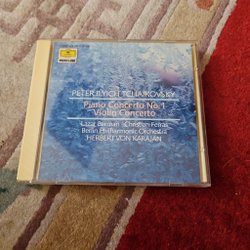 PETER ILYICH TCHAIKOVSKY
Piano Concerto No. 1
Violin Concerto
Lazar Berman · Christian Ferras
Berlin Philharmonic Orchestra
HERBERT VON KARAJAN